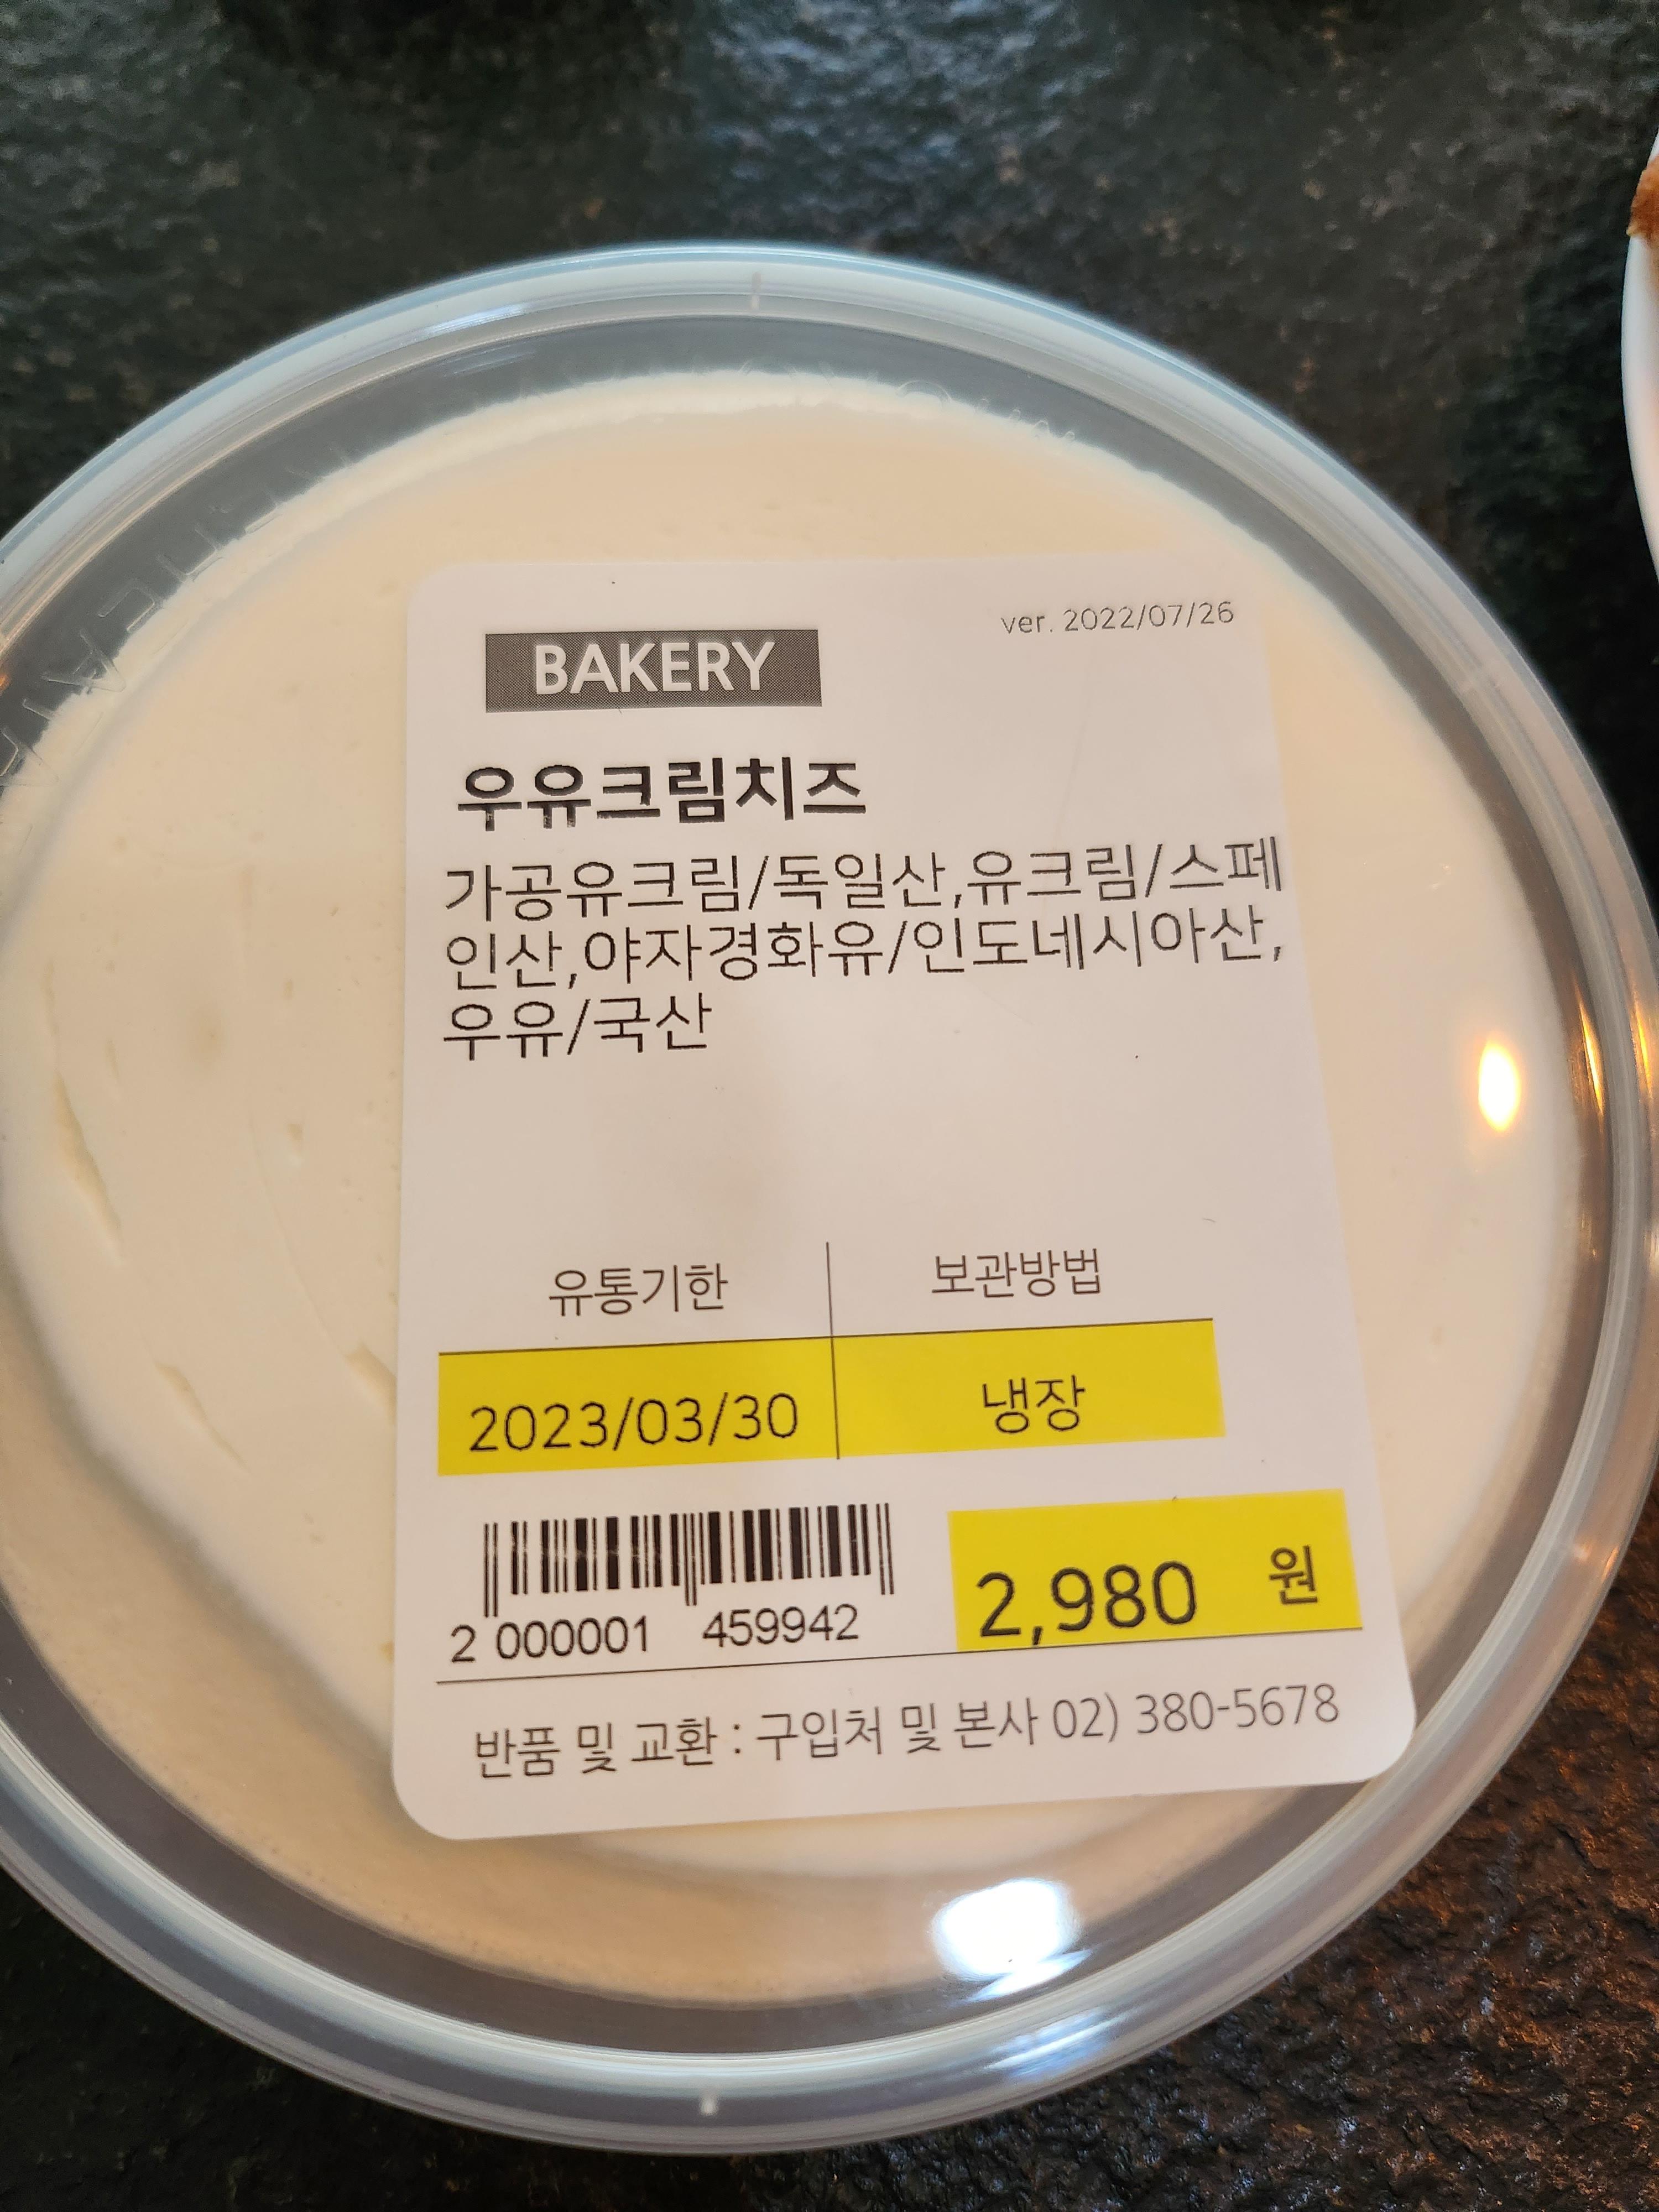 ver. 2022/07/26
BAKERY
우유크림치즈
가공유크림/독일산,유크림/스페
인산,야자경화유/인도네시아산,
우유/국산
유통기한 보관방법
2023/03/30 냉장
2 000001 459942
2,980 원
반품 및 교환 : 구입처 및 본사 02) 380-5678